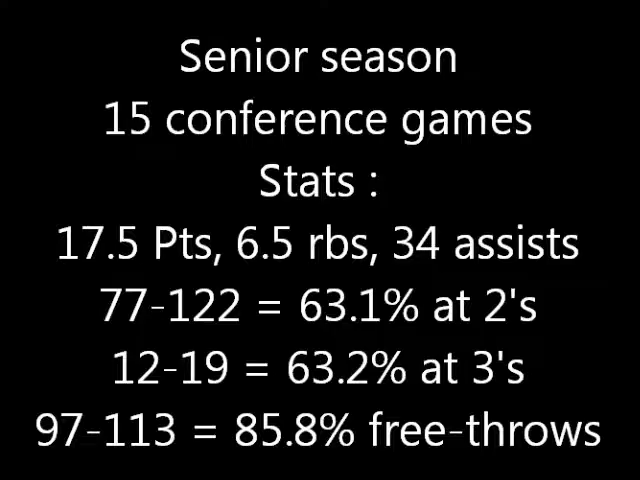 Senior season
15 conference games
Stats :
17.5 Pts, 6.5 rbs, 34 assists
77-122 = 63.1% at 2's
12-19 = 63.2% at 3's
97-113 = 85.8% free-throws